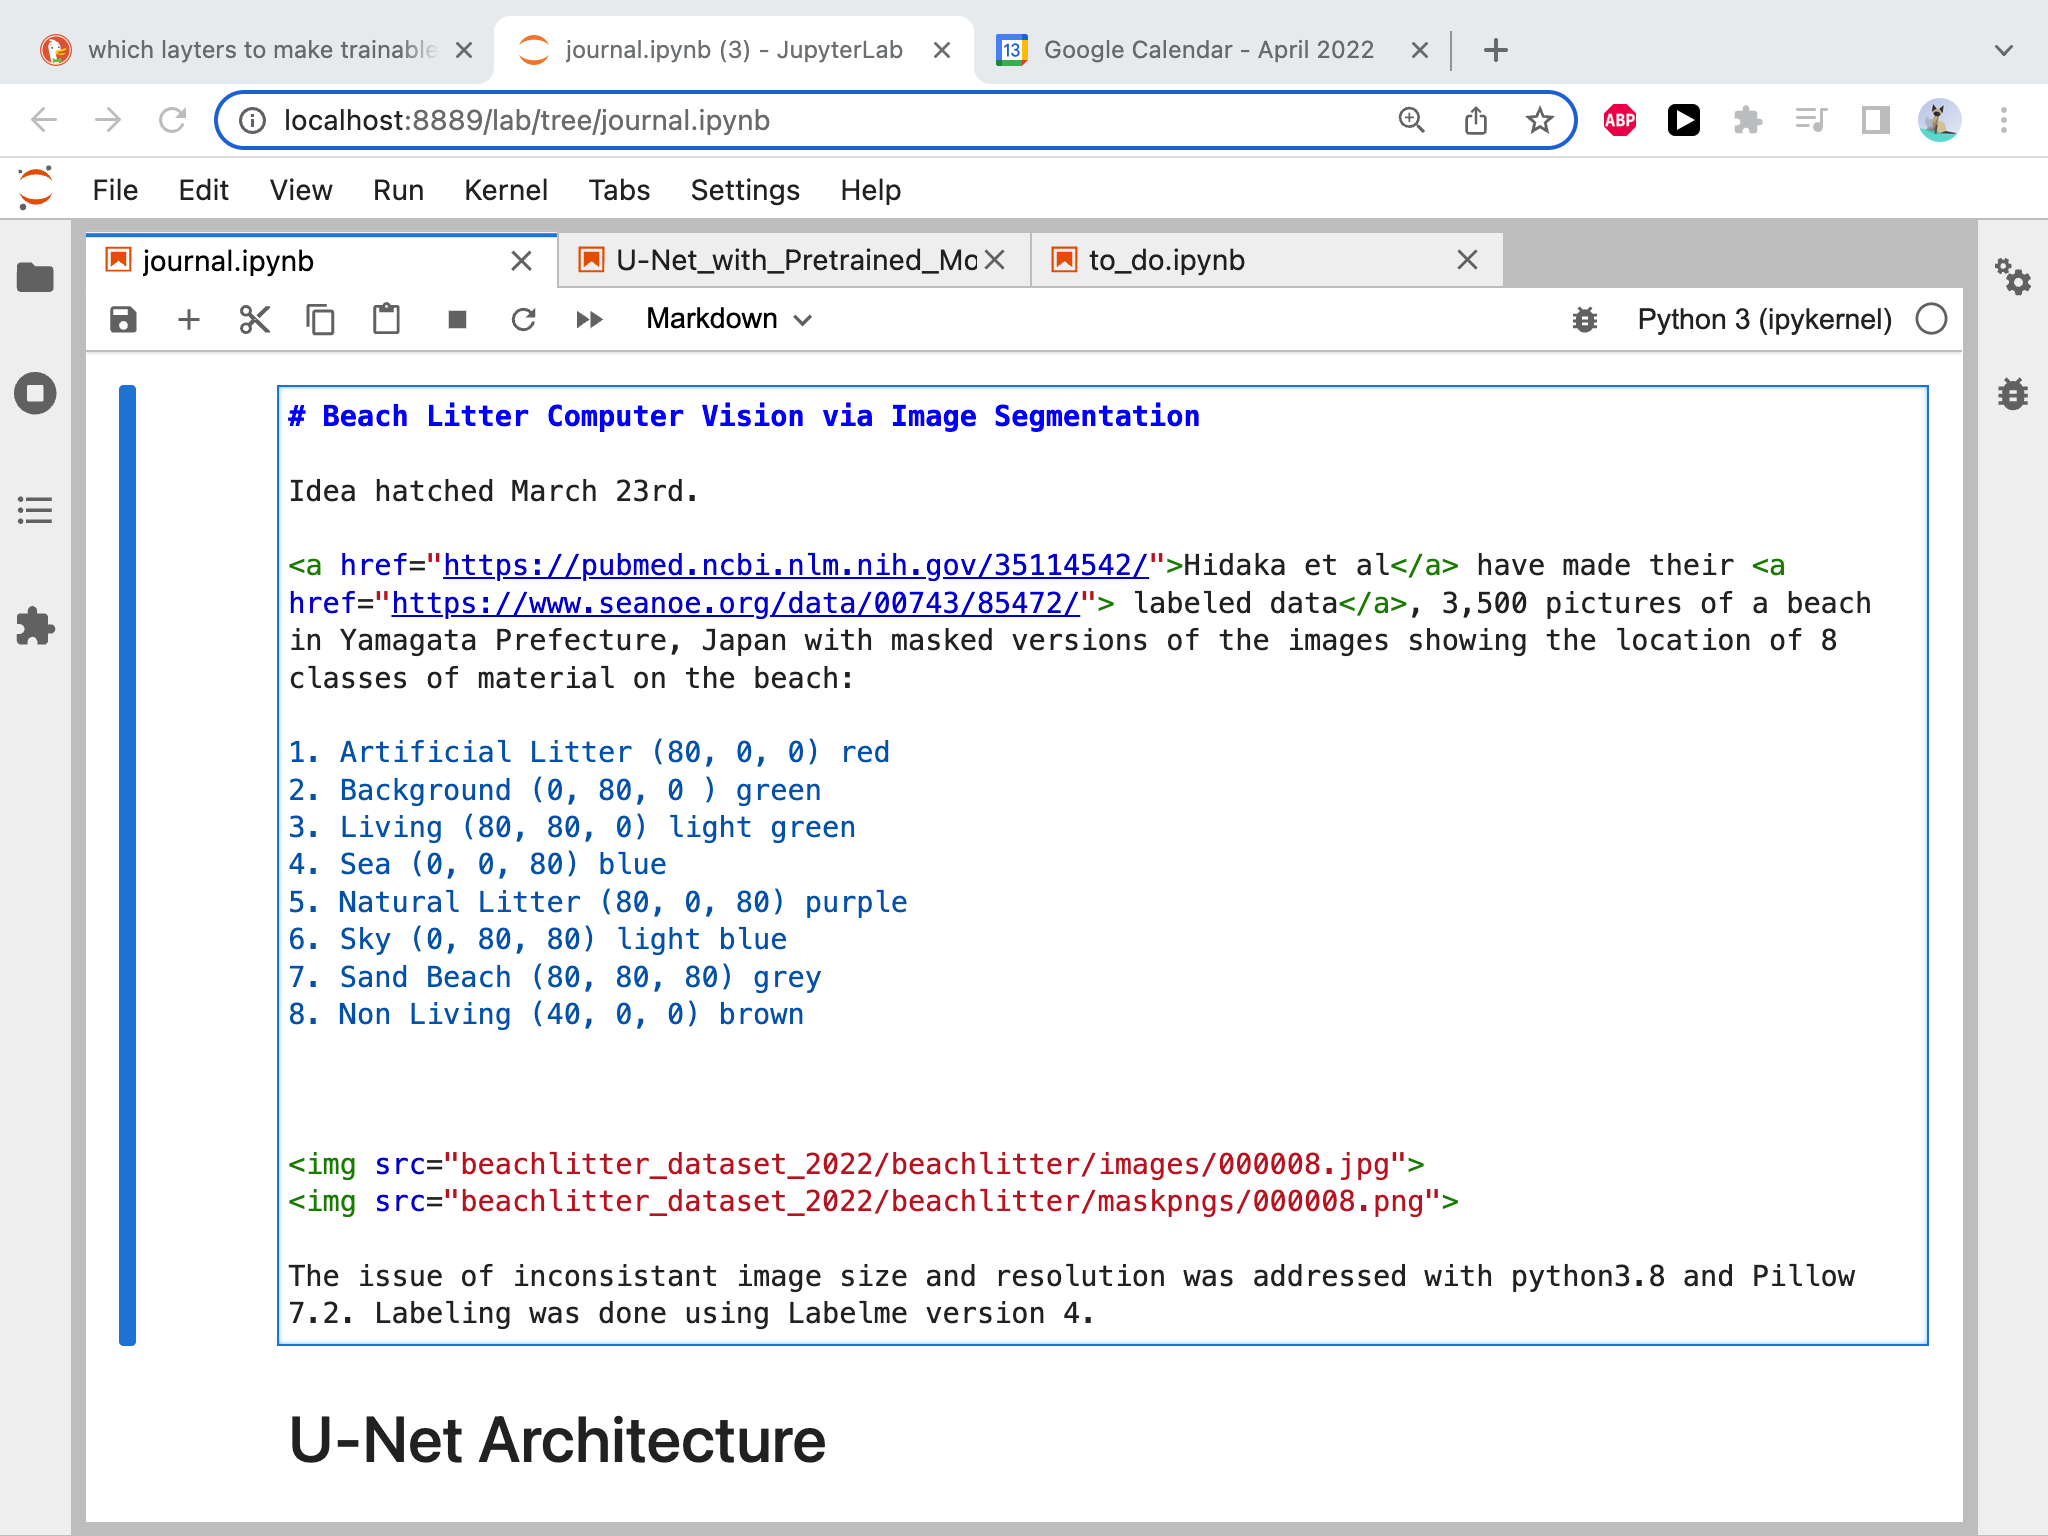 which layters to make trainable
journal.ipynb (3) - JupyterLab
13
Google Calendar - April 2022
localhost:8889/lab/tree/journal.ipynb
ABP
File Edit View Run Kernel Tabs Settings Help
journal.ipynb
U-Net_with_Pretrained_Mo
to_do.ipynb
Markdown
Python 3 (ipykernel)
# Beach Litter Computer Vision via Image Segmentation
Idea hatched March 23rd.
<a href="https://pubmed.ncbi.nlm.nih.gov/35114542/">Hidaka et al</a> have made their <a
href="https://www.seanoe.org/data/00743/85472/"> labeled data</a>, 3,500 pictures of a beach
in Yamagata Prefecture, Japan with masked versions of the images showing the location of 8
classes of material on the beach:
1. Artificial Litter (80, 0, 0) red
2. Background (0, 80, 0 ) green
3. Living (80, 80, 0) light green
4. Sea (0, 0, 80) blue
5. Natural Litter (80, 0, 80) purple
6. Sky (0, 80, 80) light blue
7. Sand Beach (80, 80, 80) grey
8. Non Living (40, 0, 0) brown
<img src="beachlitter_dataset_2022/beachlitter/images/000008.jpg">
<img src="beachlitter_dataset_2022/beachlitter/maskpngs/000008.png">
The issue of inconsistant image size and resolution was addressed with python3.8 and Pillow
7.2. Labeling was done using Labelme version 4.
U-Net Architecture